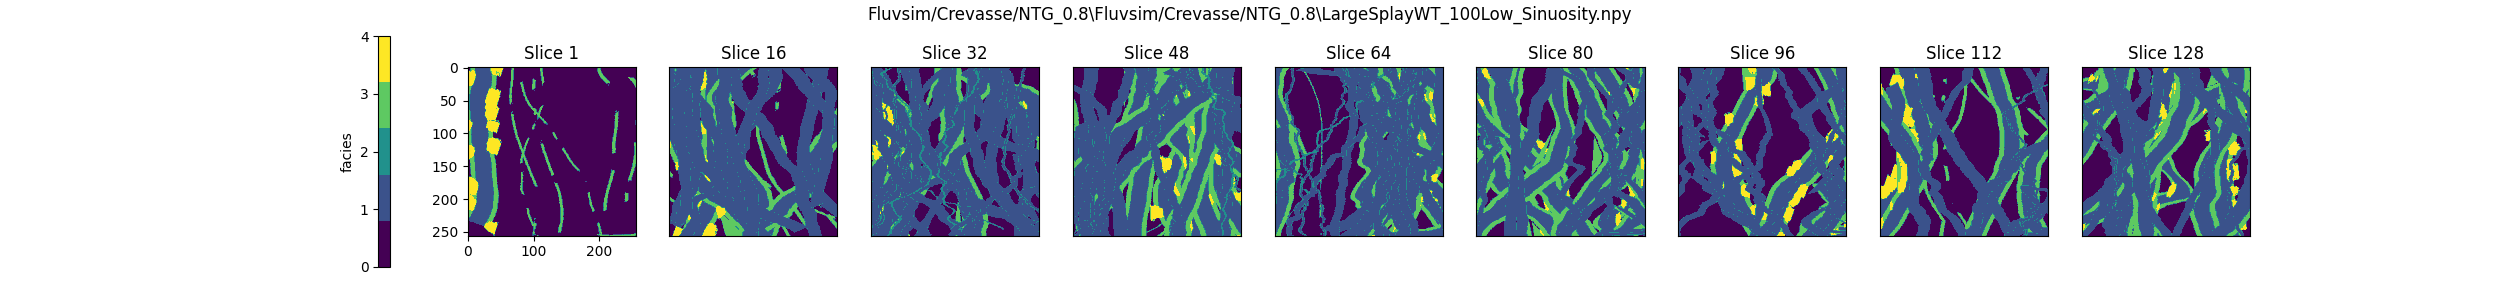 Fluvsim/Crevasse/NTG_0.8\Fluvsim/Crevasse/NTG_0.8\LargeSplayWT_100Low_Sinuosity.npy
Slice 1 Slice 16 Slice 32 Slice 48 Slice 64 Slice 80 Slice 96 Slice 112 Slice 128
facies
4
3
2
1
0
0
50
100
150
200
250
0 100 200